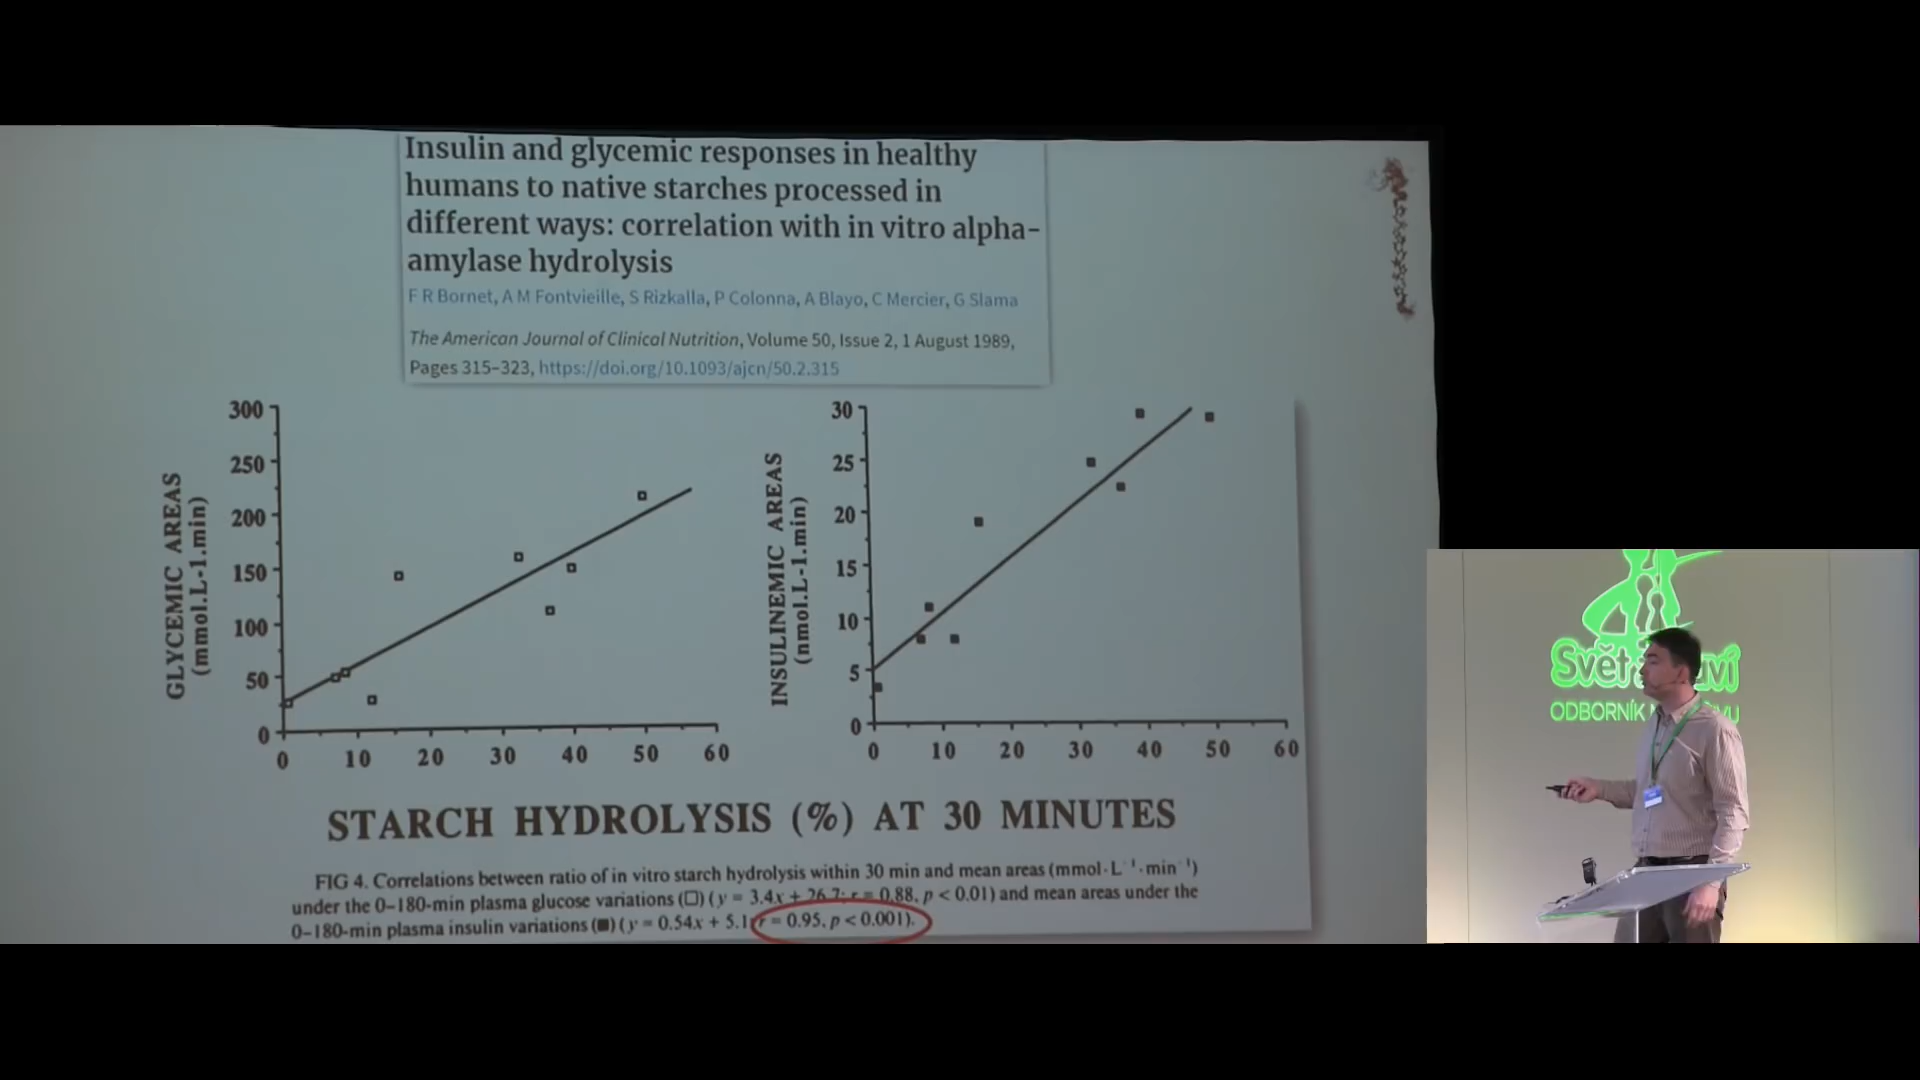 Insulin and glycemic responses in healthy
humans to native starches processed in
different ways: correlation with in vitro alpha-
amylase hydrolysis
F R Bornet, A M Fontvieille, S Rizkalla, P Colonna, A Blayo, C Mercier, G Slama
The American Journal of Clinical Nutrition, Volume 50, Issue 2, 1 August 1989,
Pages 315–323, https://doi.org/10.1093/ajcn/50.2.315
GLYCEMIC AREAS
(mmol.L-1.min)
300
250
200
150
100
50
0
0 10 20 30 40 50 60
INSULINEMIC AREAS
(nmol.L-1.min)
30
25
20
15
10
5
0
0 10 20 30 40 50 60
STARCH HYDROLYSIS (%) AT 30 MINUTES
FIG 4. Correlations between ratio of in vitro starch hydrolysis within 30 min and mean areas (mmol·L⁻¹·min⁻¹)
under the 0–180-min plasma glucose variations (□) (y = 3.4x + 26.7; r = 0.88, p < 0.01) and mean areas under the
0–180-min plasma insulin variations (■) (y = 0.54x + 5.1 r = 0.95, p < 0.001).
Svět
ví
ODBORNÍK